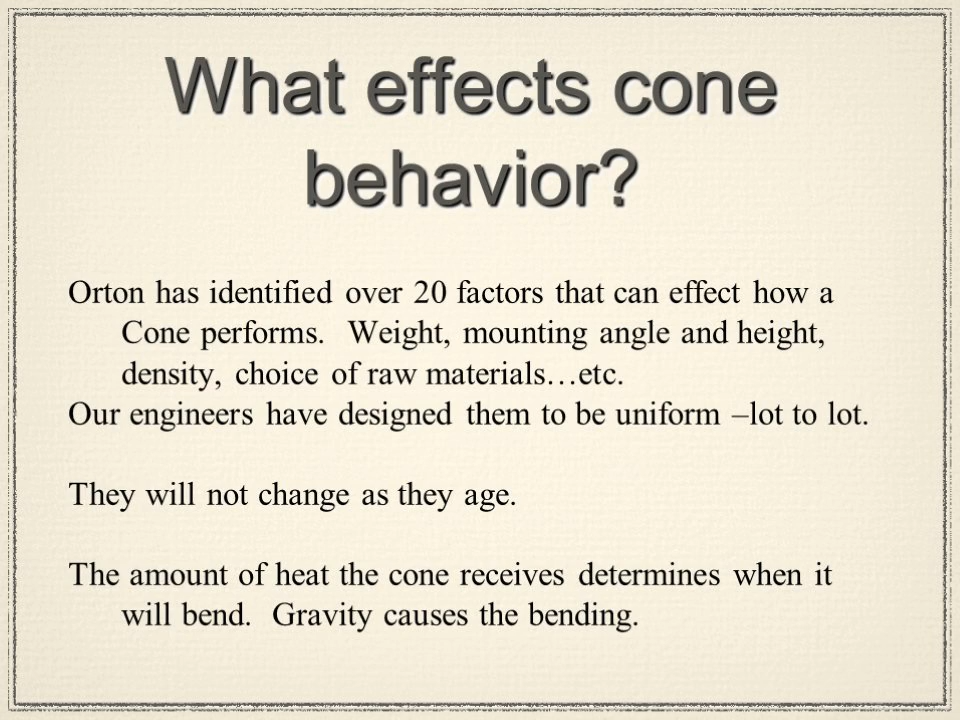 What effects cone
behavior?
Orton has identified over 20 factors that can effect how a
Cone performs.  Weight, mounting angle and height,
density, choice of raw materials…etc.
Our engineers have designed them to be uniform –lot to lot.
They will not change as they age.
The amount of heat the cone receives determines when it
will bend.  Gravity causes the bending.